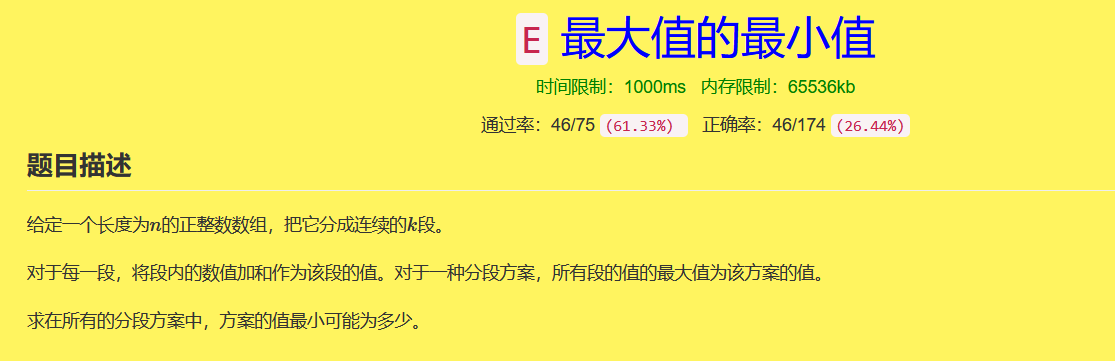 E 最大值的最小值
时间限制：1000ms 内存限制：65536kb
通过率：46/75 (61.33%) 正确率：46/174 (26.44%)
题目描述
给定一个长度为n的正整数数组，把它分成连续的k段。
对于每一段，将段内的数值加和作为该段的值。对于一种分段方案，所有段的值的最大值为该方案的值。
求在所有的分段方案中，方案的值最小可能为多少。